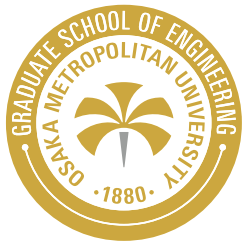 GRADUATE SCHOOL OF ENGINEERING
OSAKA METROPOLITAN UNIVERSITY
·1880·